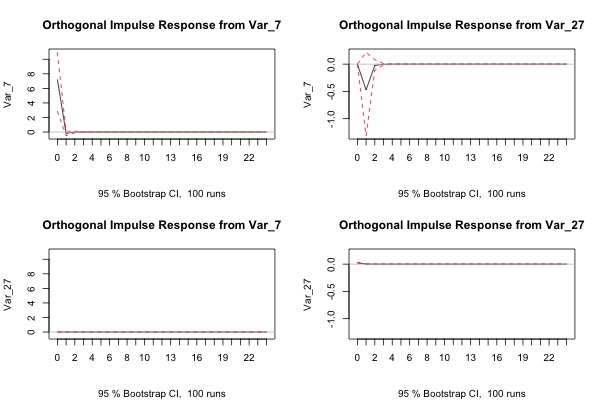 Orthogonal Impulse Response from Var_7
Var_7
0 2 4 6 8
0 2 4 6 8 10 13 16 19 22
95 % Bootstrap CI,  100 runs
Orthogonal Impulse Response from Var_27
Var_7
-1.0 -0.5 0.0
0 2 4 6 8 10 13 16 19 22
95 % Bootstrap CI,  100 runs
Orthogonal Impulse Response from Var_7
Var_27
0 2 4 6 8
0 2 4 6 8 10 13 16 19 22
95 % Bootstrap CI,  100 runs
Orthogonal Impulse Response from Var_27
Var_27
-1.0 -0.5 0.0
0 2 4 6 8 10 13 16 19 22
95 % Bootstrap CI,  100 runs